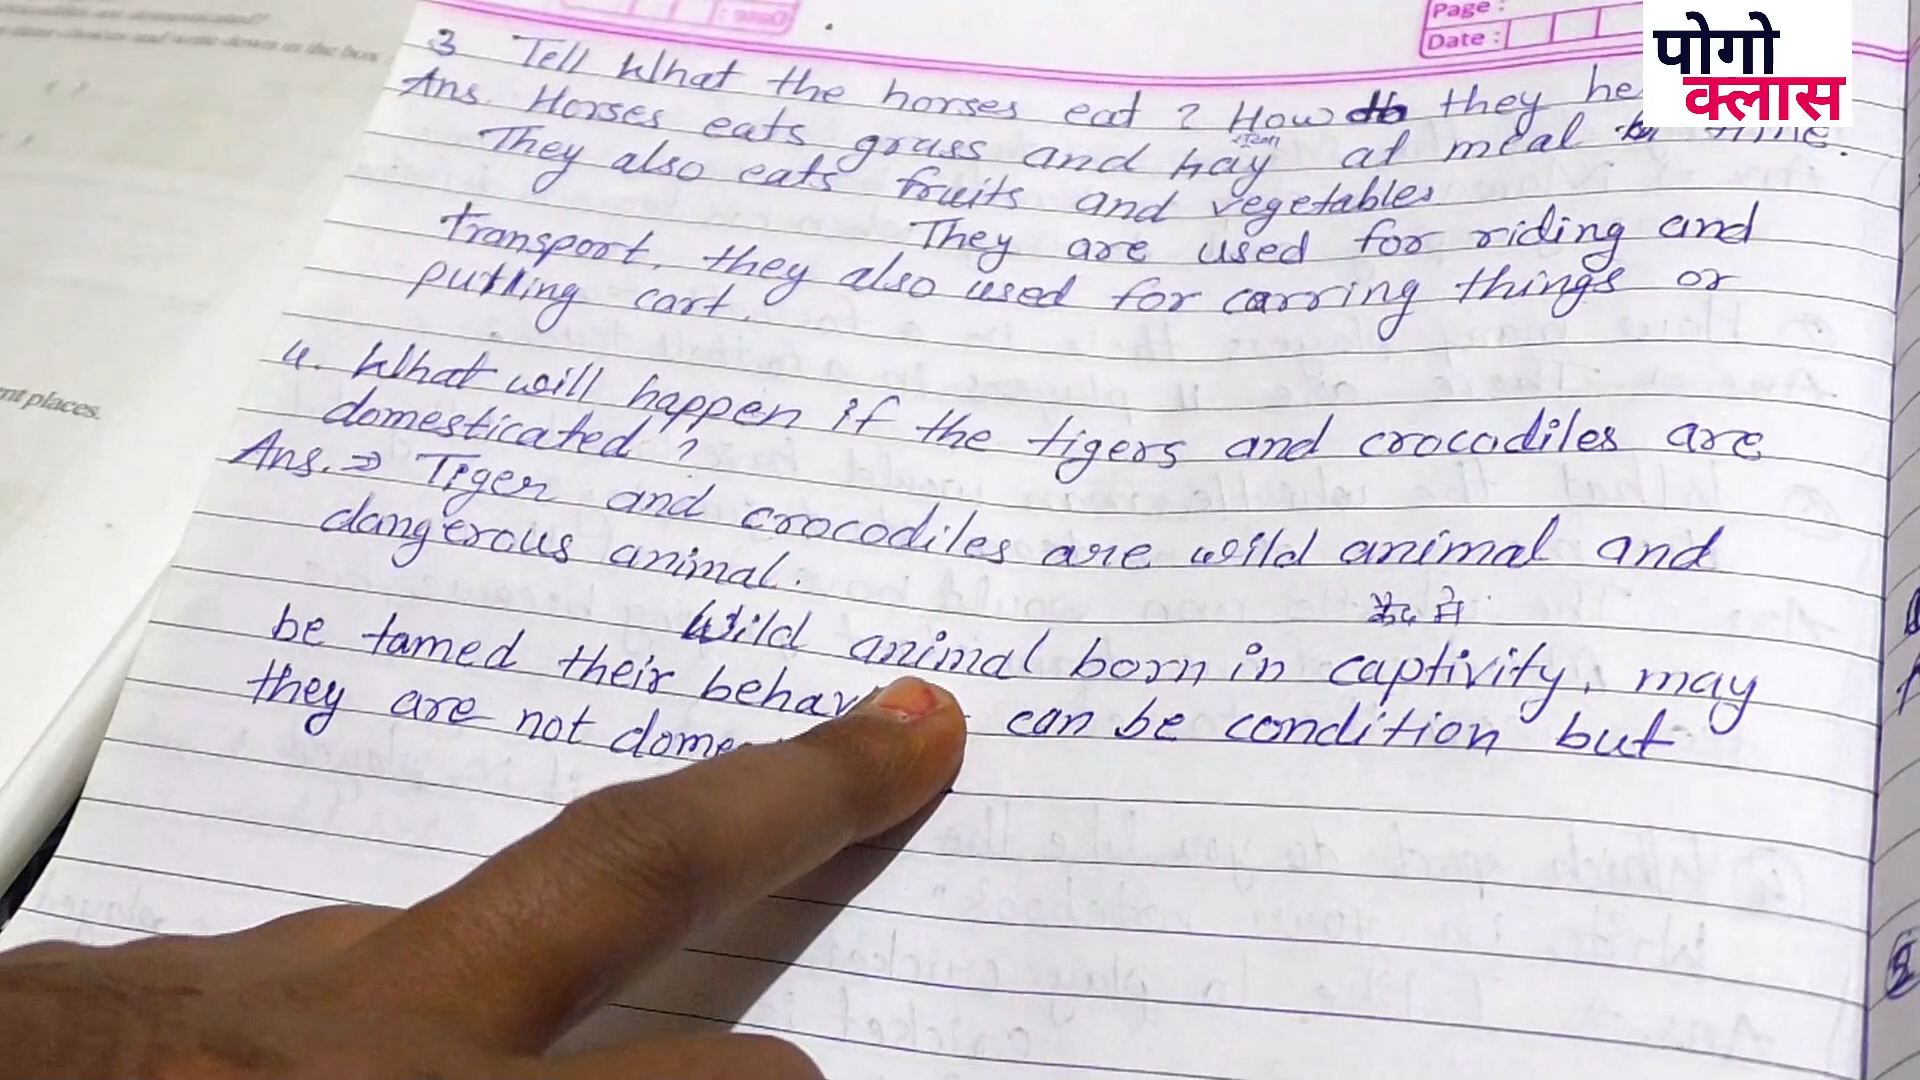 Page :
Date :
पोगो
क्लास
3 Tell What the horses eat ? How they he
Ans. Horses eats grass and hay at meal time.
They also eats fruits and vegetables
They are used for riding and
transport, they also used for carring things or
putling cart.
4. What will happen if the tigers and crocodiles are
domesticated ?
Ans. ⇒ Tiger and crocodiles are wild animal and
dangerous animal.
Wild animal born in captivity, may
be tamed their behav can be condition but
they are not dome
nt places.